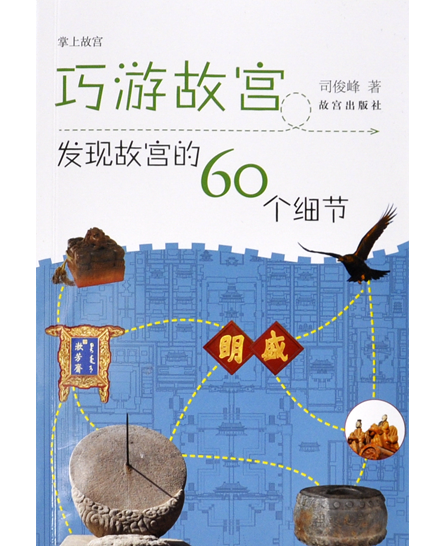 掌上故宫
巧游故宫
司俊峰 著
故宫出版社
发现故宫的60个细节
漱芳齋
明 盛